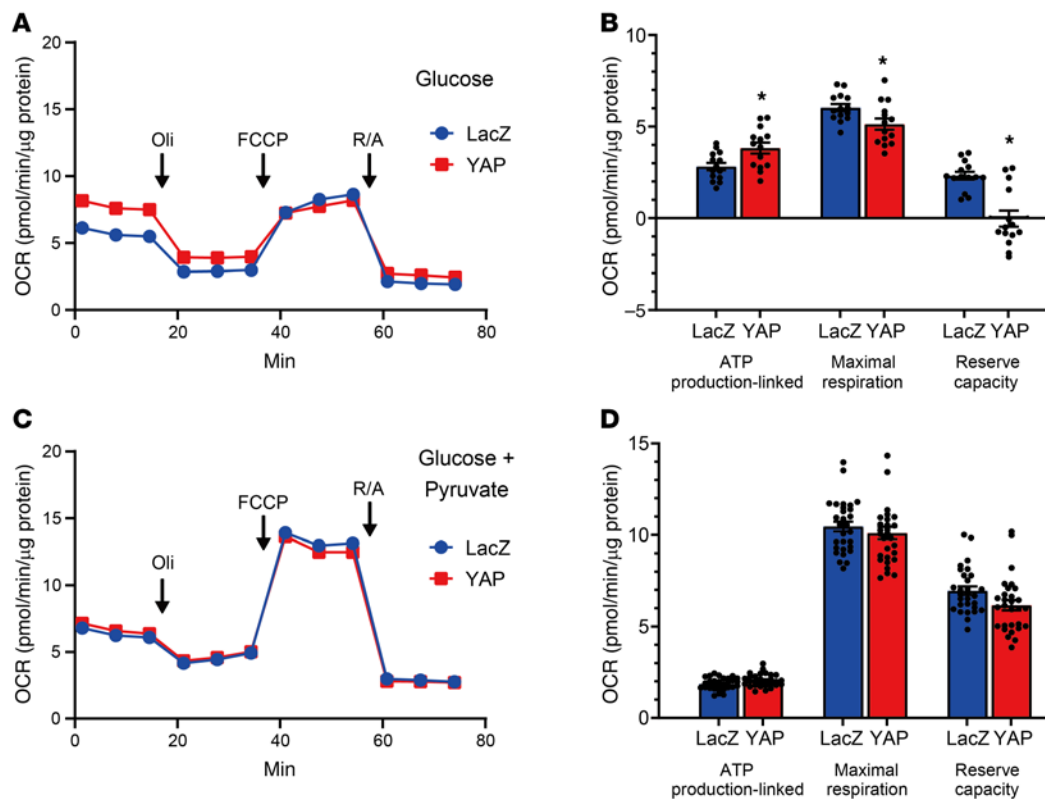 A
20
15
10
5
0
OCR (pmol/min/µg protein)
Glucose
LacZ
YAP
Oli
FCCP
R/A
0
20
40
60
80
Min
B
10
5
0
–5
OCR (pmol/min/µg protein)
*
*
*
LacZ YAP
LacZ YAP
LacZ YAP
ATP
production-linked
Maximal
respiration
Reserve
capacity
C
20
15
10
5
0
OCR (pmol/min/µg protein)
Glucose +
Pyruvate
LacZ
YAP
Oli
FCCP
R/A
0
20
40
60
80
Min
D
15
10
5
0
OCR (pmol/min/µg protein)
LacZ YAP
LacZ YAP
LacZ YAP
ATP
production-linked
Maximal
respiration
Reserve
capacity